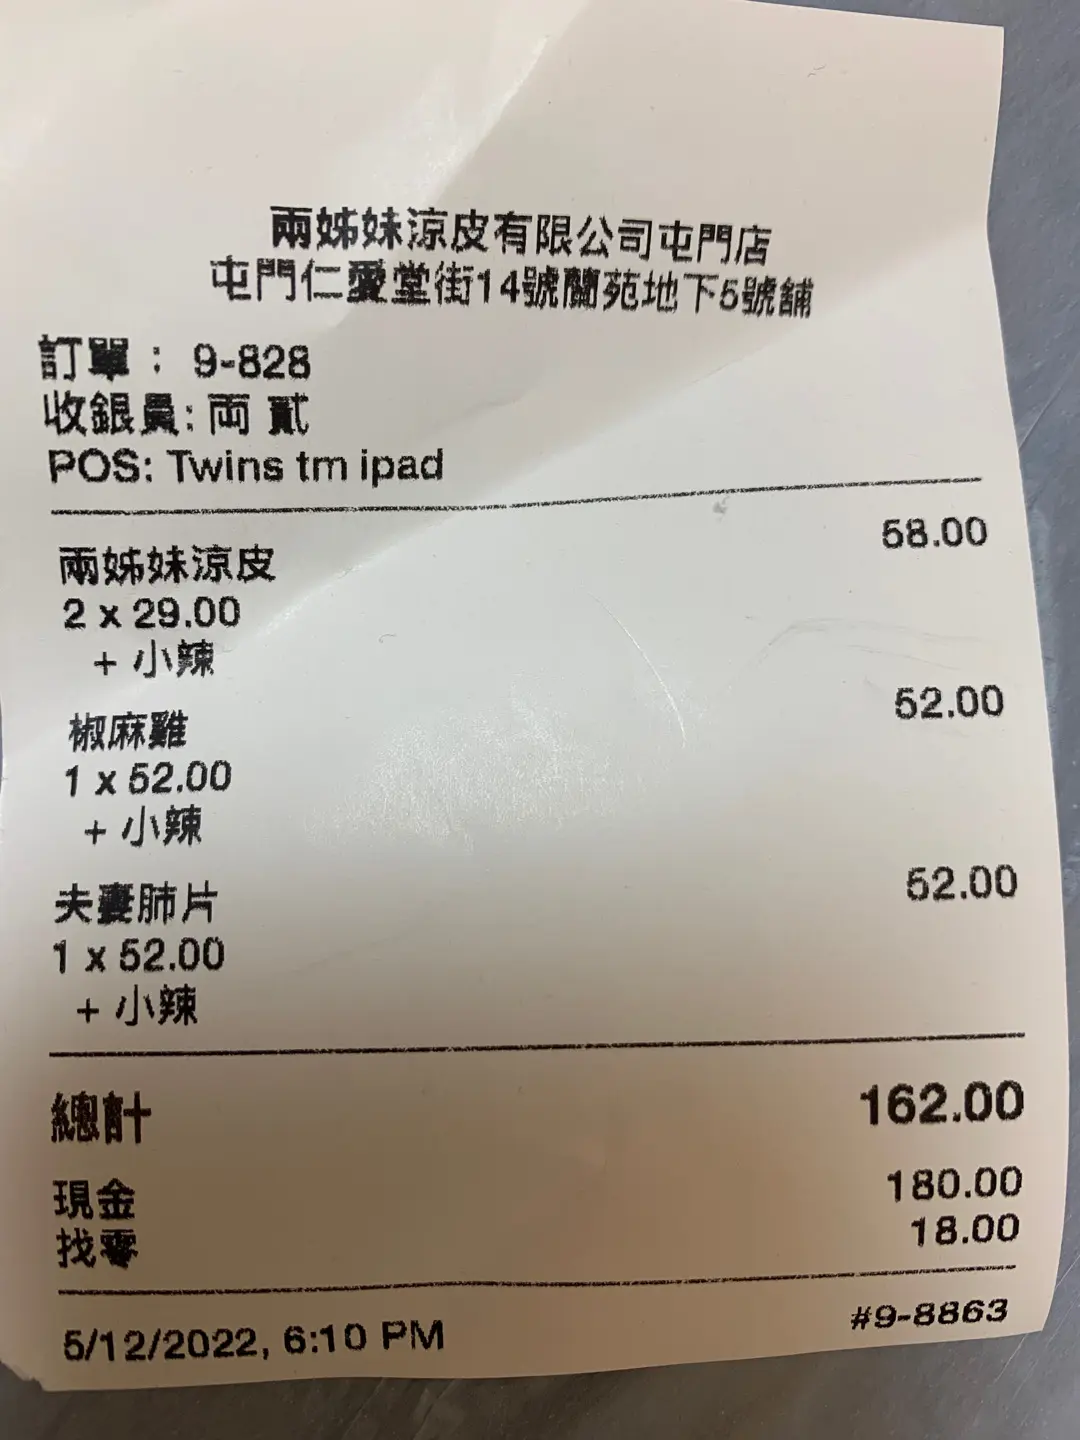 兩姊妹涼皮有限公司屯門店
屯門仁愛堂街14號蘭苑地下5號舖
訂單： 9-828
收銀員: 両 貳
POS: Twins tm ipad
兩姊妹涼皮 58.00
2 x 29.00
+ 小辣
椒麻雞 52.00
1 x 52.00
+ 小辣
夫妻肺片 52.00
1 x 52.00
+ 小辣
總計 162.00
現金 180.00
找零 18.00
5/12/2022, 6:10 PM #9-8863